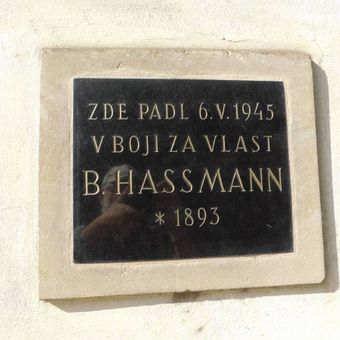 ZDE PADL 6.V.1945
V BOJI ZA VLAST
B. HASSMANN
* 1893